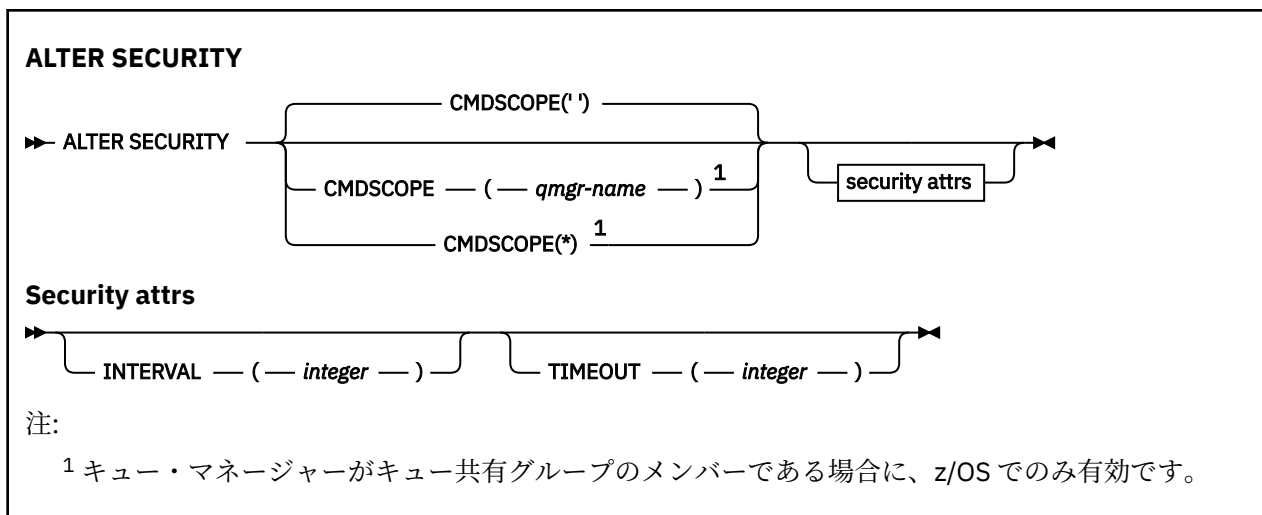 ALTER SECURITY
CMDSCOPE(' ')
ALTER SECURITY
CMDSCOPE ( qmgr-name ) 1
security attrs
CMDSCOPE(*) 1
Security attrs
INTERVAL ( integer ) TIMEOUT ( integer )
注:
1 キュー・マネージャーがキュー共有グループのメンバーである場合に、z/OS でのみ有効です。